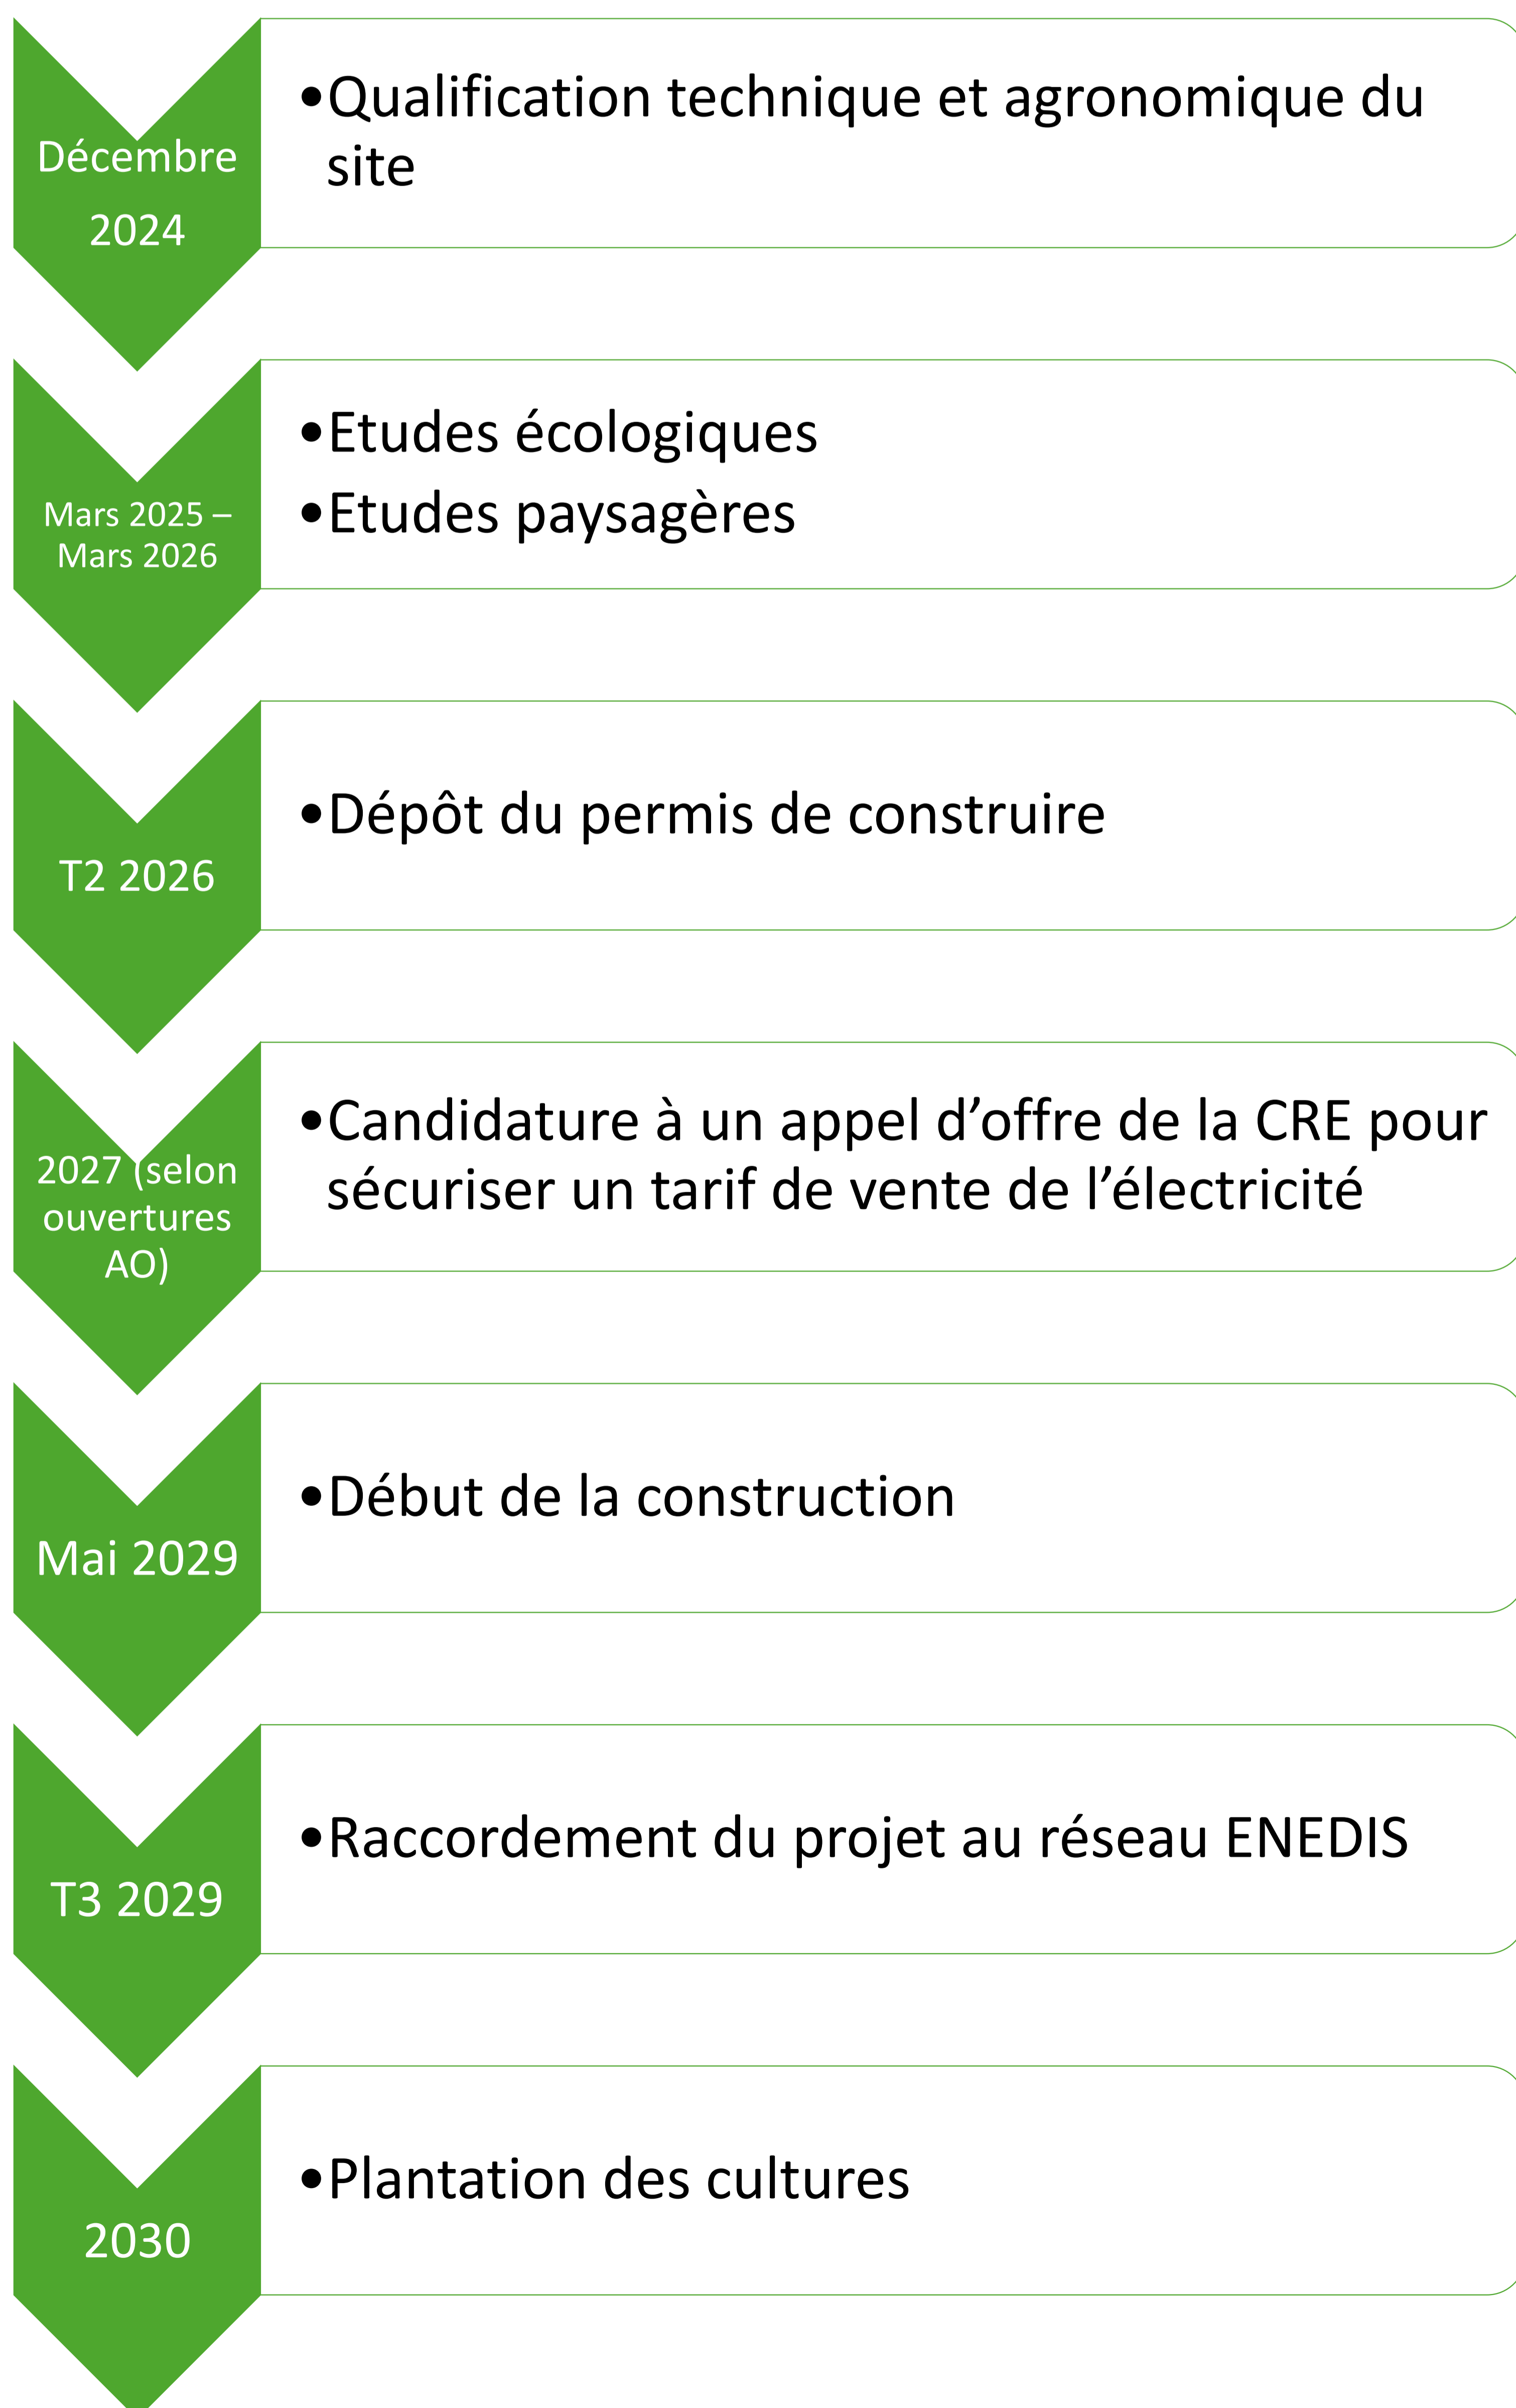 Décembre
2024
•Qualification technique et agronomique du
site
Mars 2025 –
Mars 2026
•Etudes écologiques
•Etudes paysagères
T2 2026
•Dépôt du permis de construire
2027 (selon
ouvertures
AO)
•Candidature à un appel d’offre de la CRE pour
sécuriser un tarif de vente de l’électricité
Mai 2029
•Début de la construction
T3 2029
•Raccordement du projet au réseau ENEDIS
2030
•Plantation des cultures